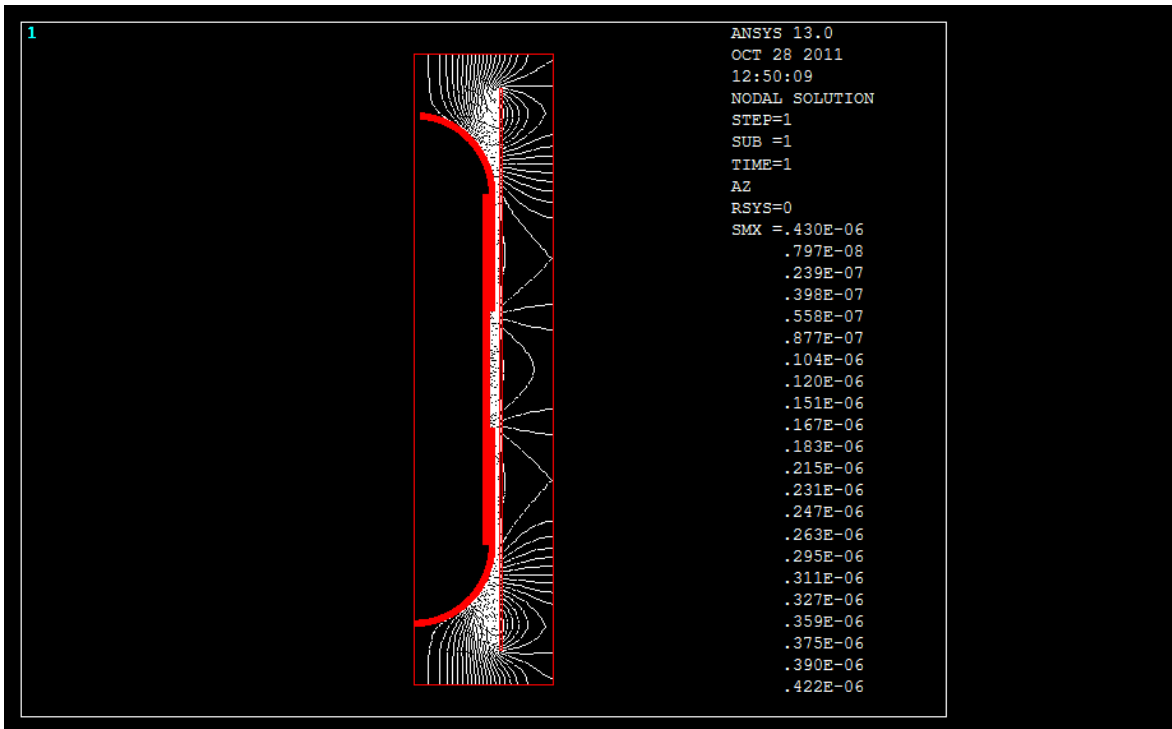 1
ANSYS 13.0
OCT 28 2011
12:50:09
NODAL SOLUTION
STEP=1
SUB =1
TIME=1
AZ
RSYS=0
SMX =.430E-06
.797E-08
.239E-07
.398E-07
.558E-07
.877E-07
.104E-06
.120E-06
.151E-06
.167E-06
.183E-06
.215E-06
.231E-06
.247E-06
.263E-06
.295E-06
.311E-06
.327E-06
.359E-06
.375E-06
.390E-06
.422E-06